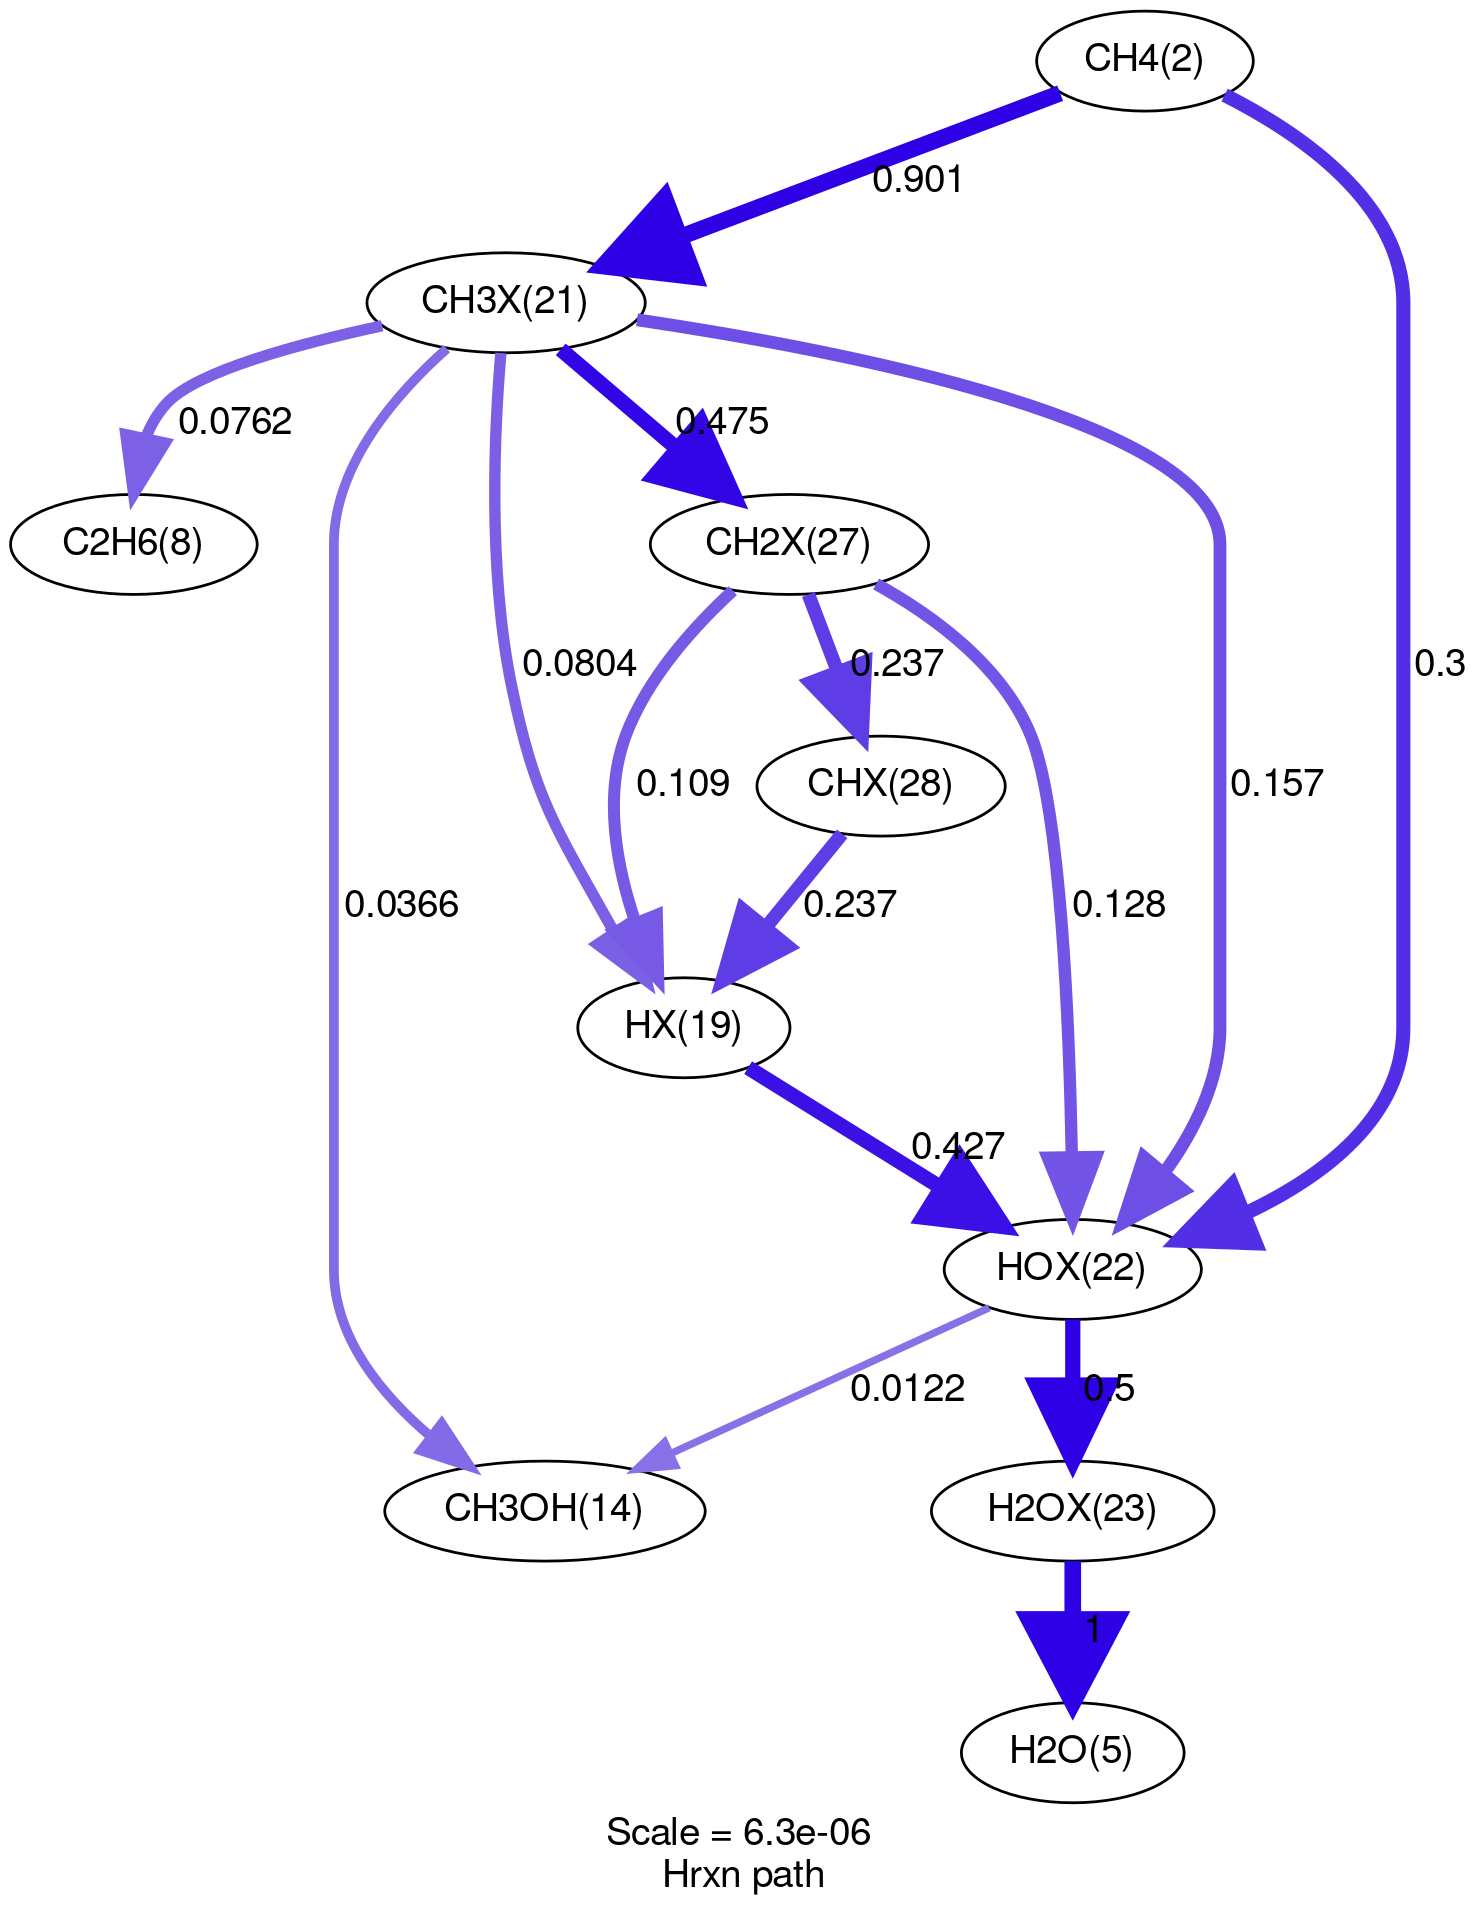 CH4(2)
0.901
CH3X(21)
0.0762
0.475
C2H6(8)
CH2X(27)
0.0804
0.237
0.3
0.109
CHX(28)
0.157
0.0366
0.237
0.128
HX(19)
0.427
HOX(22)
0.0122
0.5
CH3OH(14)
H2OX(23)
1
H2O(5)
Scale = 6.3e-06
Hrxn path